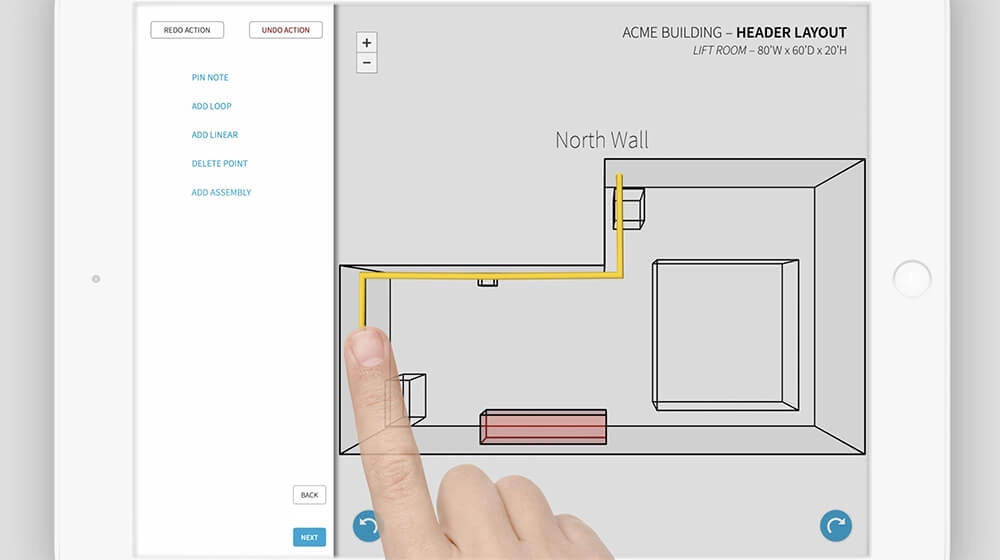 REDO ACTION
UNDO ACTION
PIN NOTE
ADD LOOP
ADD LINEAR
DELETE POINT
ADD ASSEMBLY
BACK
NEXT
+
−
ACME BUILDING – HEADER LAYOUT
LIFT ROOM – 80'W x 60'D x 20'H
North Wall